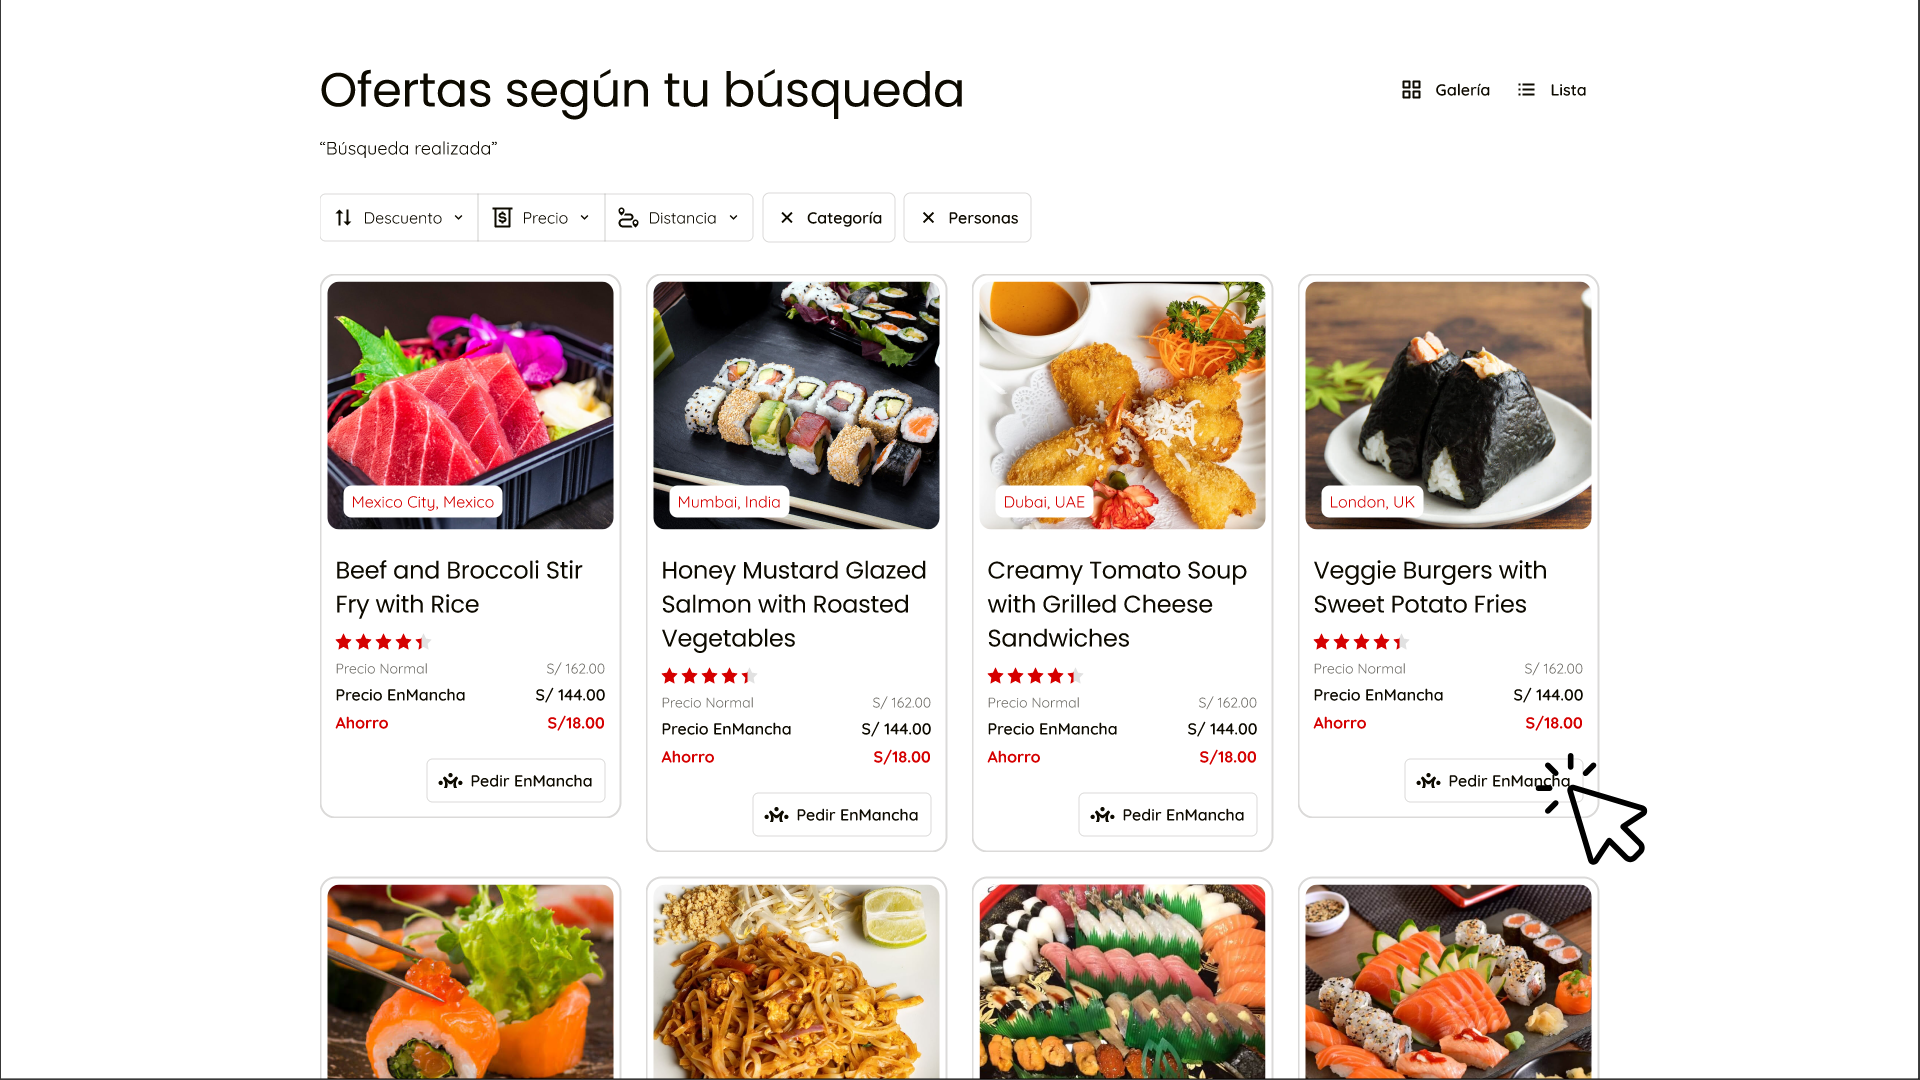 Ofertas según tu búsqueda
Galería
Lista
“Búsqueda realizada”
Descuento
Precio
Distancia
Categoría
Personas
Mexico City, Mexico
Beef and Broccoli Stir
Fry with Rice
Precio Normal S/ 162.00
Precio EnMancha S/ 144.00
Ahorro S/18.00
Pedir EnMancha
Mumbai, India
Honey Mustard Glazed
Salmon with Roasted
Vegetables
Precio Normal S/ 162.00
Precio EnMancha S/ 144.00
Ahorro S/18.00
Pedir EnMancha
Dubai, UAE
Creamy Tomato Soup
with Grilled Cheese
Sandwiches
Precio Normal S/ 162.00
Precio EnMancha S/ 144.00
Ahorro S/18.00
Pedir EnMancha
London, UK
Veggie Burgers with
Sweet Potato Fries
Precio Normal S/ 162.00
Precio EnMancha S/ 144.00
Ahorro S/18.00
Pedir EnMancha